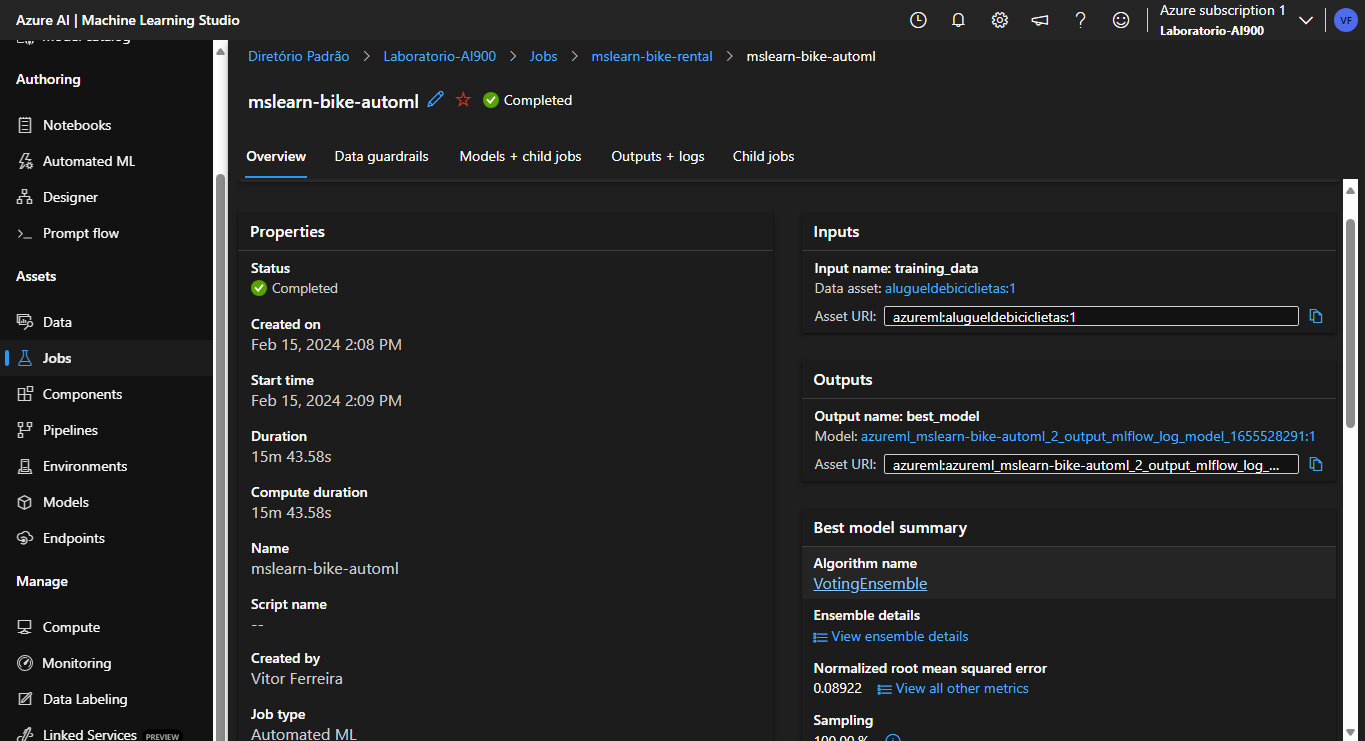 Azure AI | Machine Learning Studio
Azure subscription 1
Laboratorio-AI900
VF
Model catalog
Authoring
Notebooks
Automated ML
Designer
Prompt flow
Assets
Data
Jobs
Components
Pipelines
Environments
Models
Endpoints
Manage
Compute
Monitoring
Data Labeling
Linked Services PREVIEW
Diretório Padrão > Laboratorio-AI900 > Jobs > mslearn-bike-rental > mslearn-bike-automl
mslearn-bike-automl Completed
Overview Data guardrails Models + child jobs Outputs + logs Child jobs
Properties
Status
Completed
Created on
Feb 15, 2024 2:08 PM
Start time
Feb 15, 2024 2:09 PM
Duration
15m 43.58s
Compute duration
15m 43.58s
Name
mslearn-bike-automl
Script name
--
Created by
Vitor Ferreira
Job type
Automated ML
Inputs
Input name: training_data
Data asset: alugueldebiciclietas:1
Asset URI: azureml:alugueldebiciclietas:1
Outputs
Output name: best_model
Model: azureml_mslearn-bike-automl_2_output_mlflow_log_model_1655528291:1
Asset URI: azureml:azureml_mslearn-bike-automl_2_output_mlflow_log_...
Best model summary
Algorithm name
VotingEnsemble
Ensemble details
View ensemble details
Normalized root mean squared error
0.08922 View all other metrics
Sampling
100.00 %